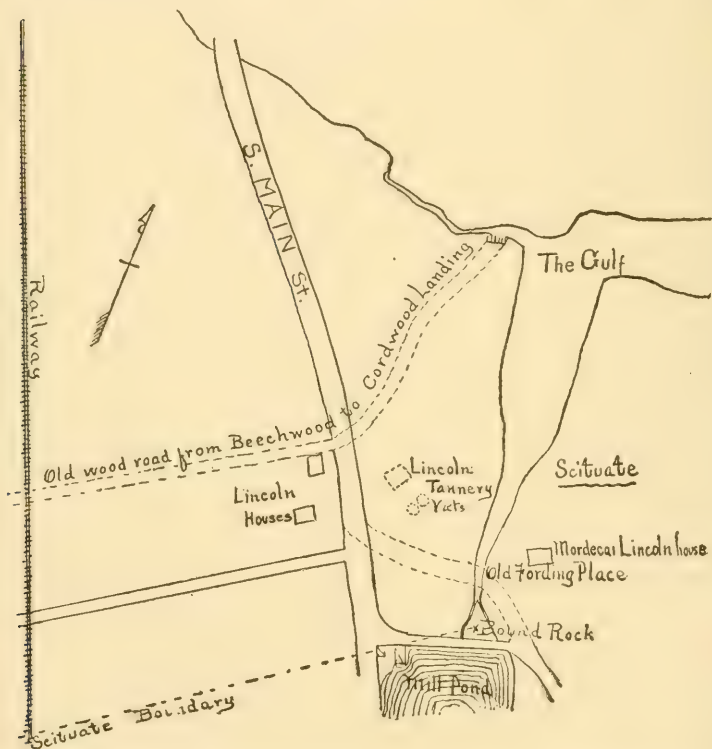 S. MAIN St.
The Gulf
Railway
Old wood road from Beechwood to Cordwood Landing
Lincoln
Tannery
Vats
Scituate
Lincoln
Houses
Mordecai Lincoln house
Old Fording Place
Bound Rock
Mill Pond
Scituate Boundary